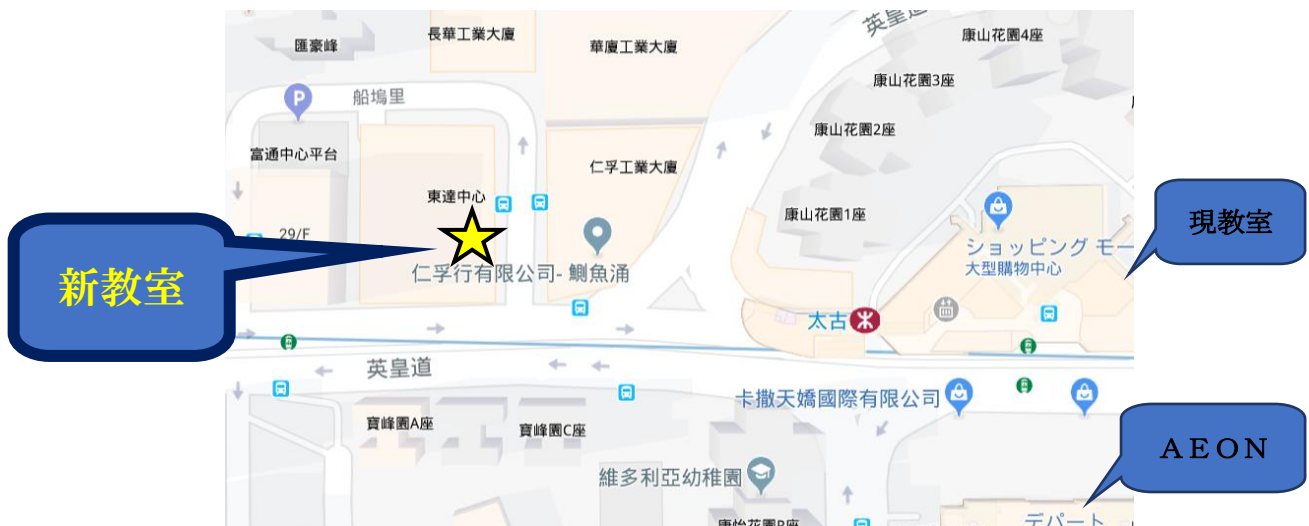 匯豪峰
長華工業大廈
華廈工業大廈
英皇道
康山花園4座
康山花園3座
船塢里
P
康山花園2座
富通中心平台
仁孚工業大廈
東達中心
康山花園1座
現教室
29/F
新教室
仁孚行有限公司- 鰂魚涌
ショッピング モー
大型購物中心
太古
英皇道
卡撒天嬌國際有限公司
寶峰園A座
寶峰園C座
AEON
維多利亞幼稚園
康怡花園B座
デパート